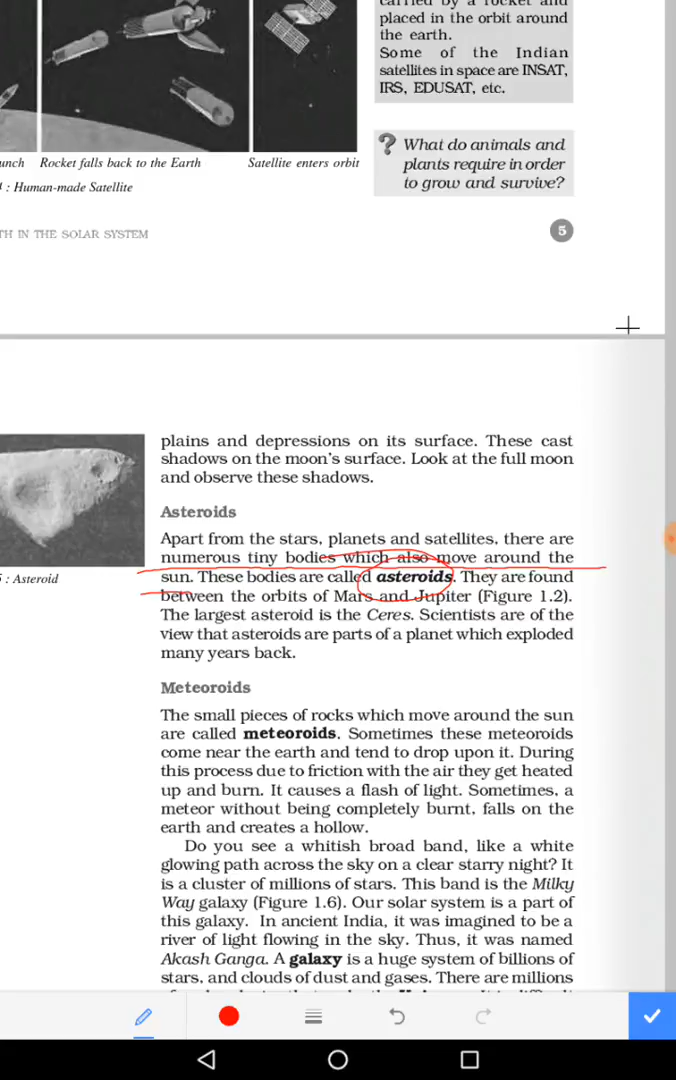 carried by a rocket and
placed in the orbit around
the earth.
Some of the Indian
satellites in space are INSAT,
IRS, EDUSAT, etc.
unch Rocket falls back to the Earth Satellite enters orbit
: Human-made Satellite
? What do animals and
plants require in order
to grow and survive?
TH IN THE SOLAR SYSTEM
5
plains and depressions on its surface. These cast
shadows on the moon's surface. Look at the full moon
and observe these shadows.
: Asteroid
Asteroids
Apart from the stars, planets and satellites, there are
numerous tiny bodies which also move around the
sun. These bodies are called asteroids. They are found
between the orbits of Mars and Jupiter (Figure 1.2).
The largest asteroid is the Ceres. Scientists are of the
view that asteroids are parts of a planet which exploded
many years back.
Meteoroids
The small pieces of rocks which move around the sun
are called meteoroids. Sometimes these meteoroids
come near the earth and tend to drop upon it. During
this process due to friction with the air they get heated
up and burn. It causes a flash of light. Sometimes, a
meteor without being completely burnt, falls on the
earth and creates a hollow.
Do you see a whitish broad band, like a white
glowing path across the sky on a clear starry night? It
is a cluster of millions of stars. This band is the Milky
Way galaxy (Figure 1.6). Our solar system is a part of
this galaxy. In ancient India, it was imagined to be a
river of light flowing in the sky. Thus, it was named
Akash Ganga. A galaxy is a huge system of billions of
stars, and clouds of dust and gases. There are millions